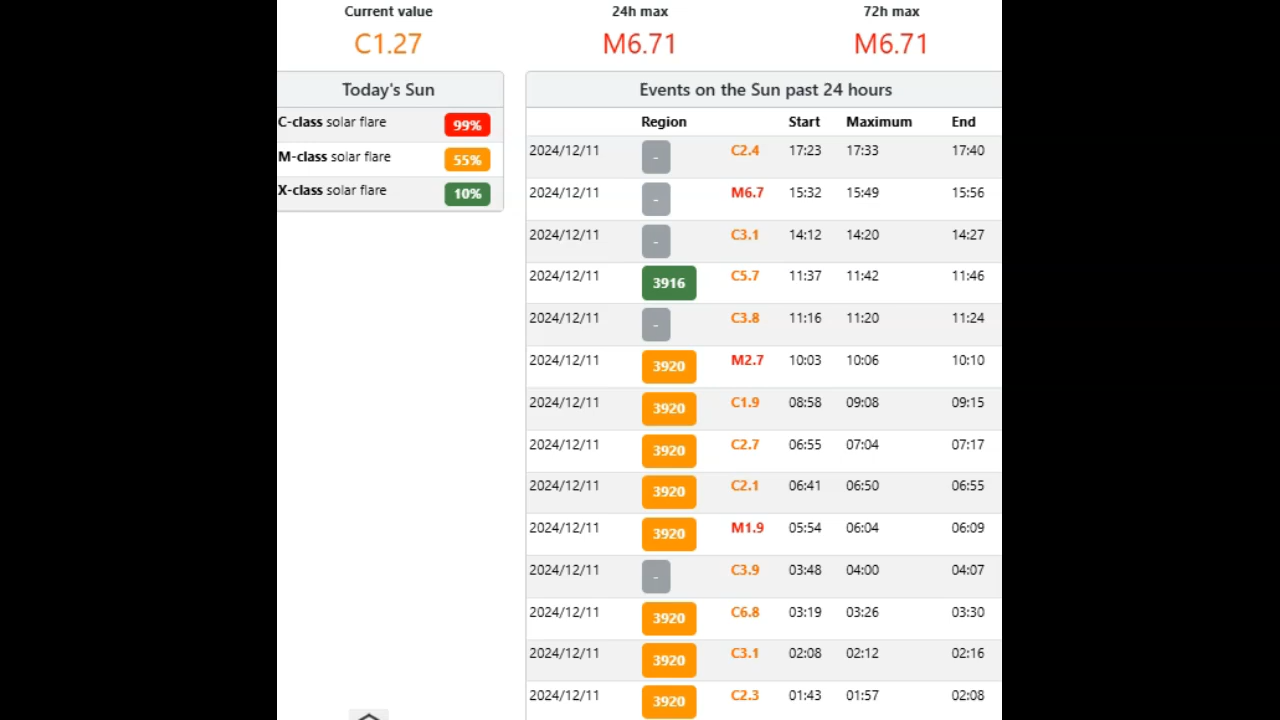 Current value 24h max 72h max
C1.27 M6.71 M6.71
Today's Sun
C-class solar flare 99%
M-class solar flare 55%
X-class solar flare 10%
Events on the Sun past 24 hours
Region Start Maximum End
2024/12/11 - C2.4 17:23 17:33 17:40
2024/12/11 - M6.7 15:32 15:49 15:56
2024/12/11 - C3.1 14:12 14:20 14:27
2024/12/11 3916 C5.7 11:37 11:42 11:46
2024/12/11 - C3.8 11:16 11:20 11:24
2024/12/11 3920 M2.7 10:03 10:06 10:10
2024/12/11 3920 C1.9 08:58 09:08 09:15
2024/12/11 3920 C2.7 06:55 07:04 07:17
2024/12/11 3920 C2.1 06:41 06:50 06:55
2024/12/11 3920 M1.9 05:54 06:04 06:09
2024/12/11 - C3.9 03:48 04:00 04:07
2024/12/11 3920 C6.8 03:19 03:26 03:30
2024/12/11 3920 C3.1 02:08 02:12 02:16
2024/12/11 3920 C2.3 01:43 01:57 02:08